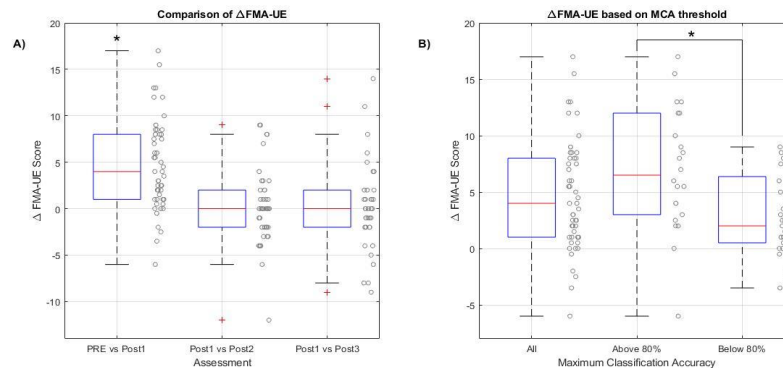 Comparison of ΔFMA-UE
A)
*
Δ FMA-UE Score
20
15
10
5
0
-5
-10
PRE vs Post1
Post1 vs Post2
Post1 vs Post3
Assessment
ΔFMA-UE based on MCA threshold
B)
*
Δ FMA-UE Score
20
15
10
5
0
-5
All
Above 80%
Below 80%
Maximum Classification Accuracy